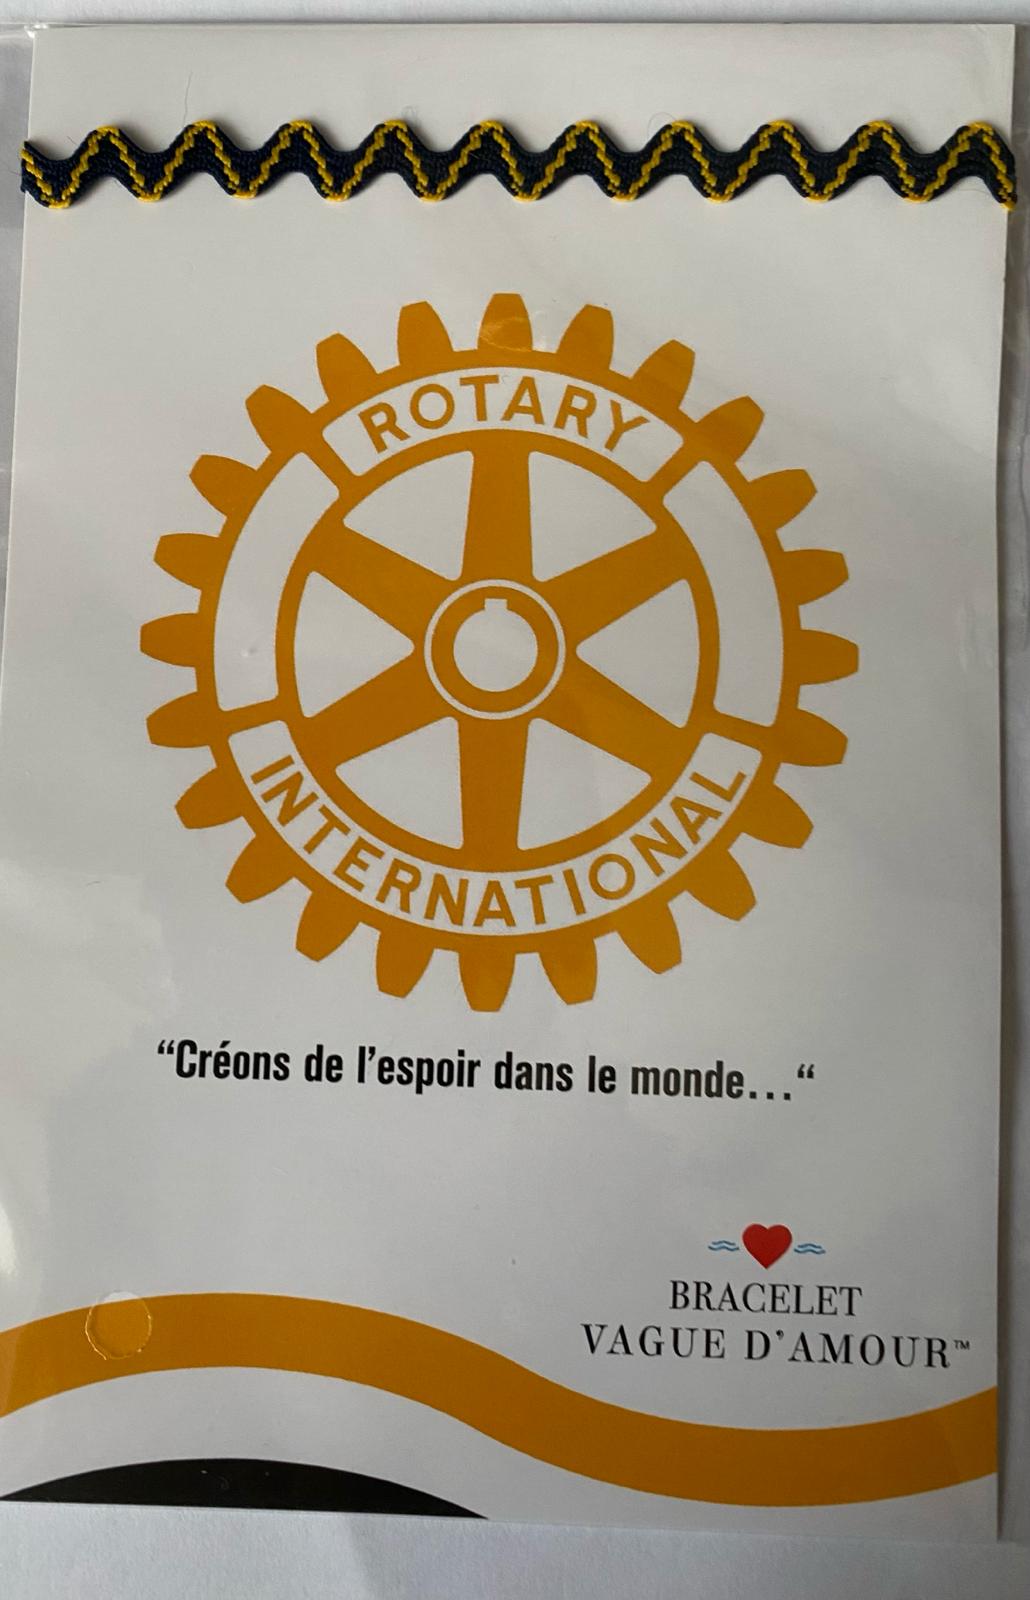 ROTARY
INTERNATIONAL
“Créons de l’espoir dans le monde...“
BRACELET
VAGUE D’AMOUR™